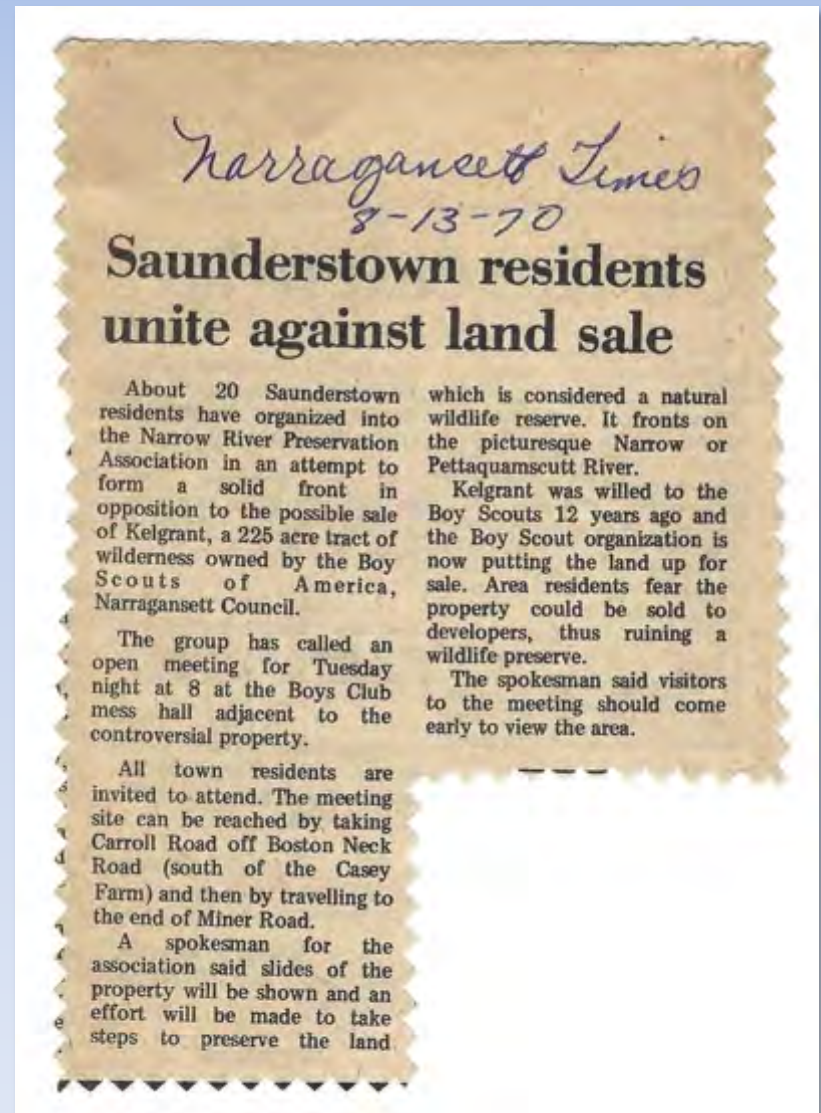 Narragansett Times
8-13-70
Saunderstown residents
unite against land sale
About 20 Saunderstown
residents have organized into
the Narrow River Preservation
Association in an attempt to
form a solid front in
opposition to the possible sale
of Kelgrant, a 225 acre tract of
wilderness owned by the Boy
Scouts of America,
Narragansett Council.
The group has called an
open meeting for Tuesday
night at 8 at the Boys Club
mess hall adjacent to the
controversial property.
All town residents are
invited to attend. The meeting
site can be reached by taking
Carroll Road off Boston Neck
Road (south of the Casey
Farm) and then by travelling to
the end of Miner Road.
A spokesman for the
association said slides of the
property will be shown and an
effort will be made to take
steps to preserve the land
which is considered a natural
wildlife reserve. It fronts on
the picturesque Narrow or
Pettaquamscutt River.
Kelgrant was willed to the
Boy Scouts 12 years ago and
the Boy Scout organization is
now putting the land up for
sale. Area residents fear the
property could be sold to
developers, thus ruining a
wildlife preserve.
The spokesman said visitors
to the meeting should come
early to view the area.